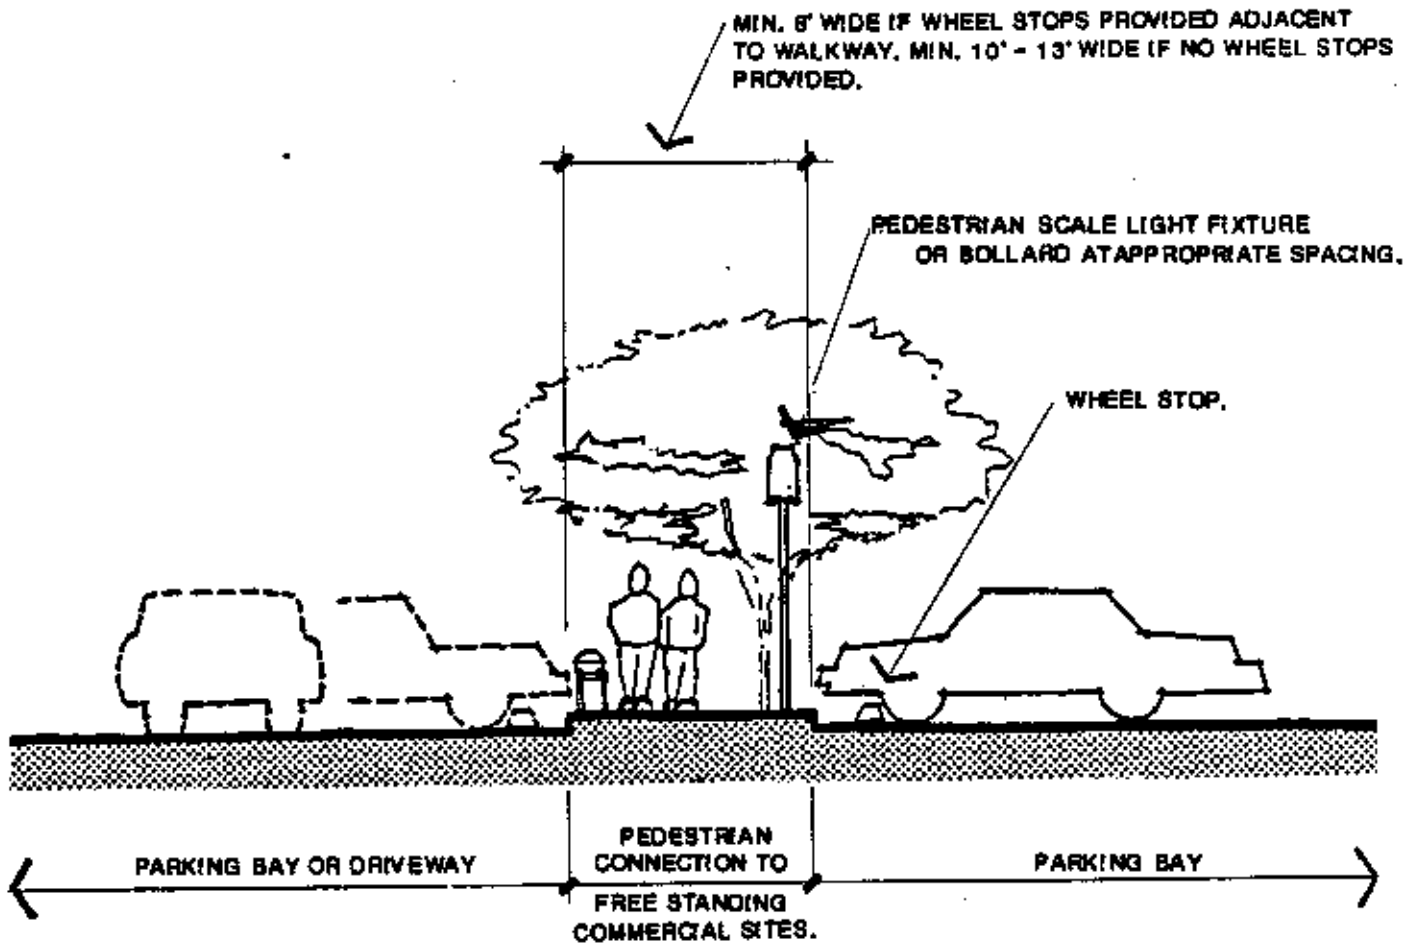 MIN. 8' WIDE IF WHEEL STOPS PROVIDED ADJACENT
TO WALKWAY. MIN. 10' - 13' WIDE IF NO WHEEL STOPS
PROVIDED.
PEDESTRIAN SCALE LIGHT FIXTURE
OR BOLLARD AT APPROPRIATE SPACING.
WHEEL STOP.
PARKING BAY OR DRIVEWAY
PEDESTRIAN
CONNECTION TO
FREE STANDING
COMMERCIAL SITES.
PARKING BAY